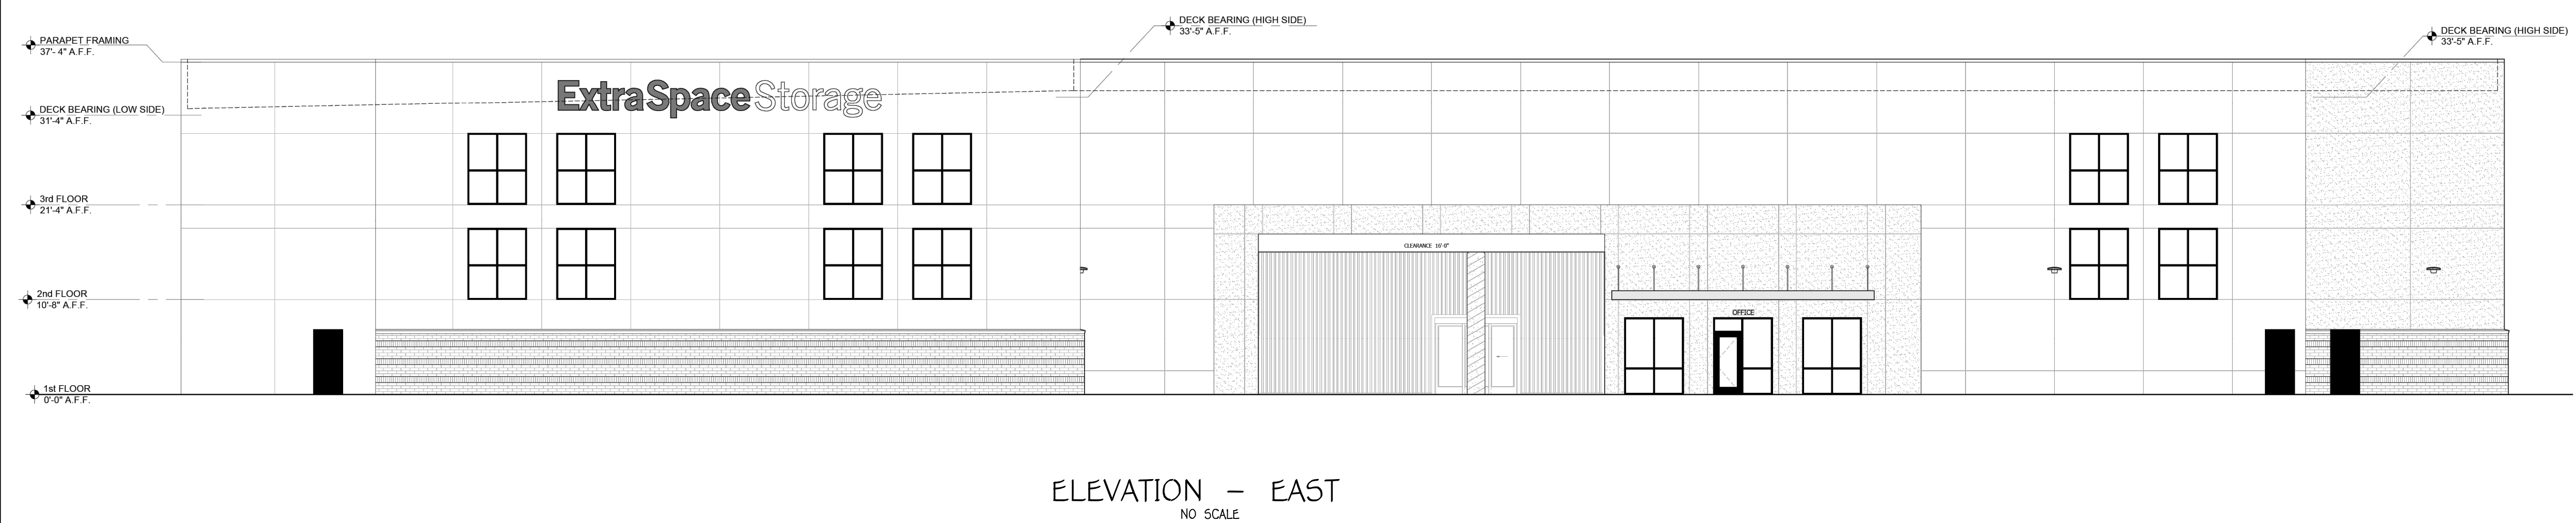 DECK BEARING (HIGH SIDE)
33'-5" A.F.F.
DECK BEARING (HIGH SIDE)
33'-5" A.F.F.
PARAPET FRAMING
37'- 4" A.F.F.
ExtraSpaceStorage
DECK BEARING (LOW SIDE)
31'-4" A.F.F.
3rd FLOOR
21'-4" A.F.F.
CLEARANCE 16'-0"
2nd FLOOR
10'-8" A.F.F.
OFFICE
1st FLOOR
0'-0" A.F.F.
ELEVATION - EAST
NO SCALE